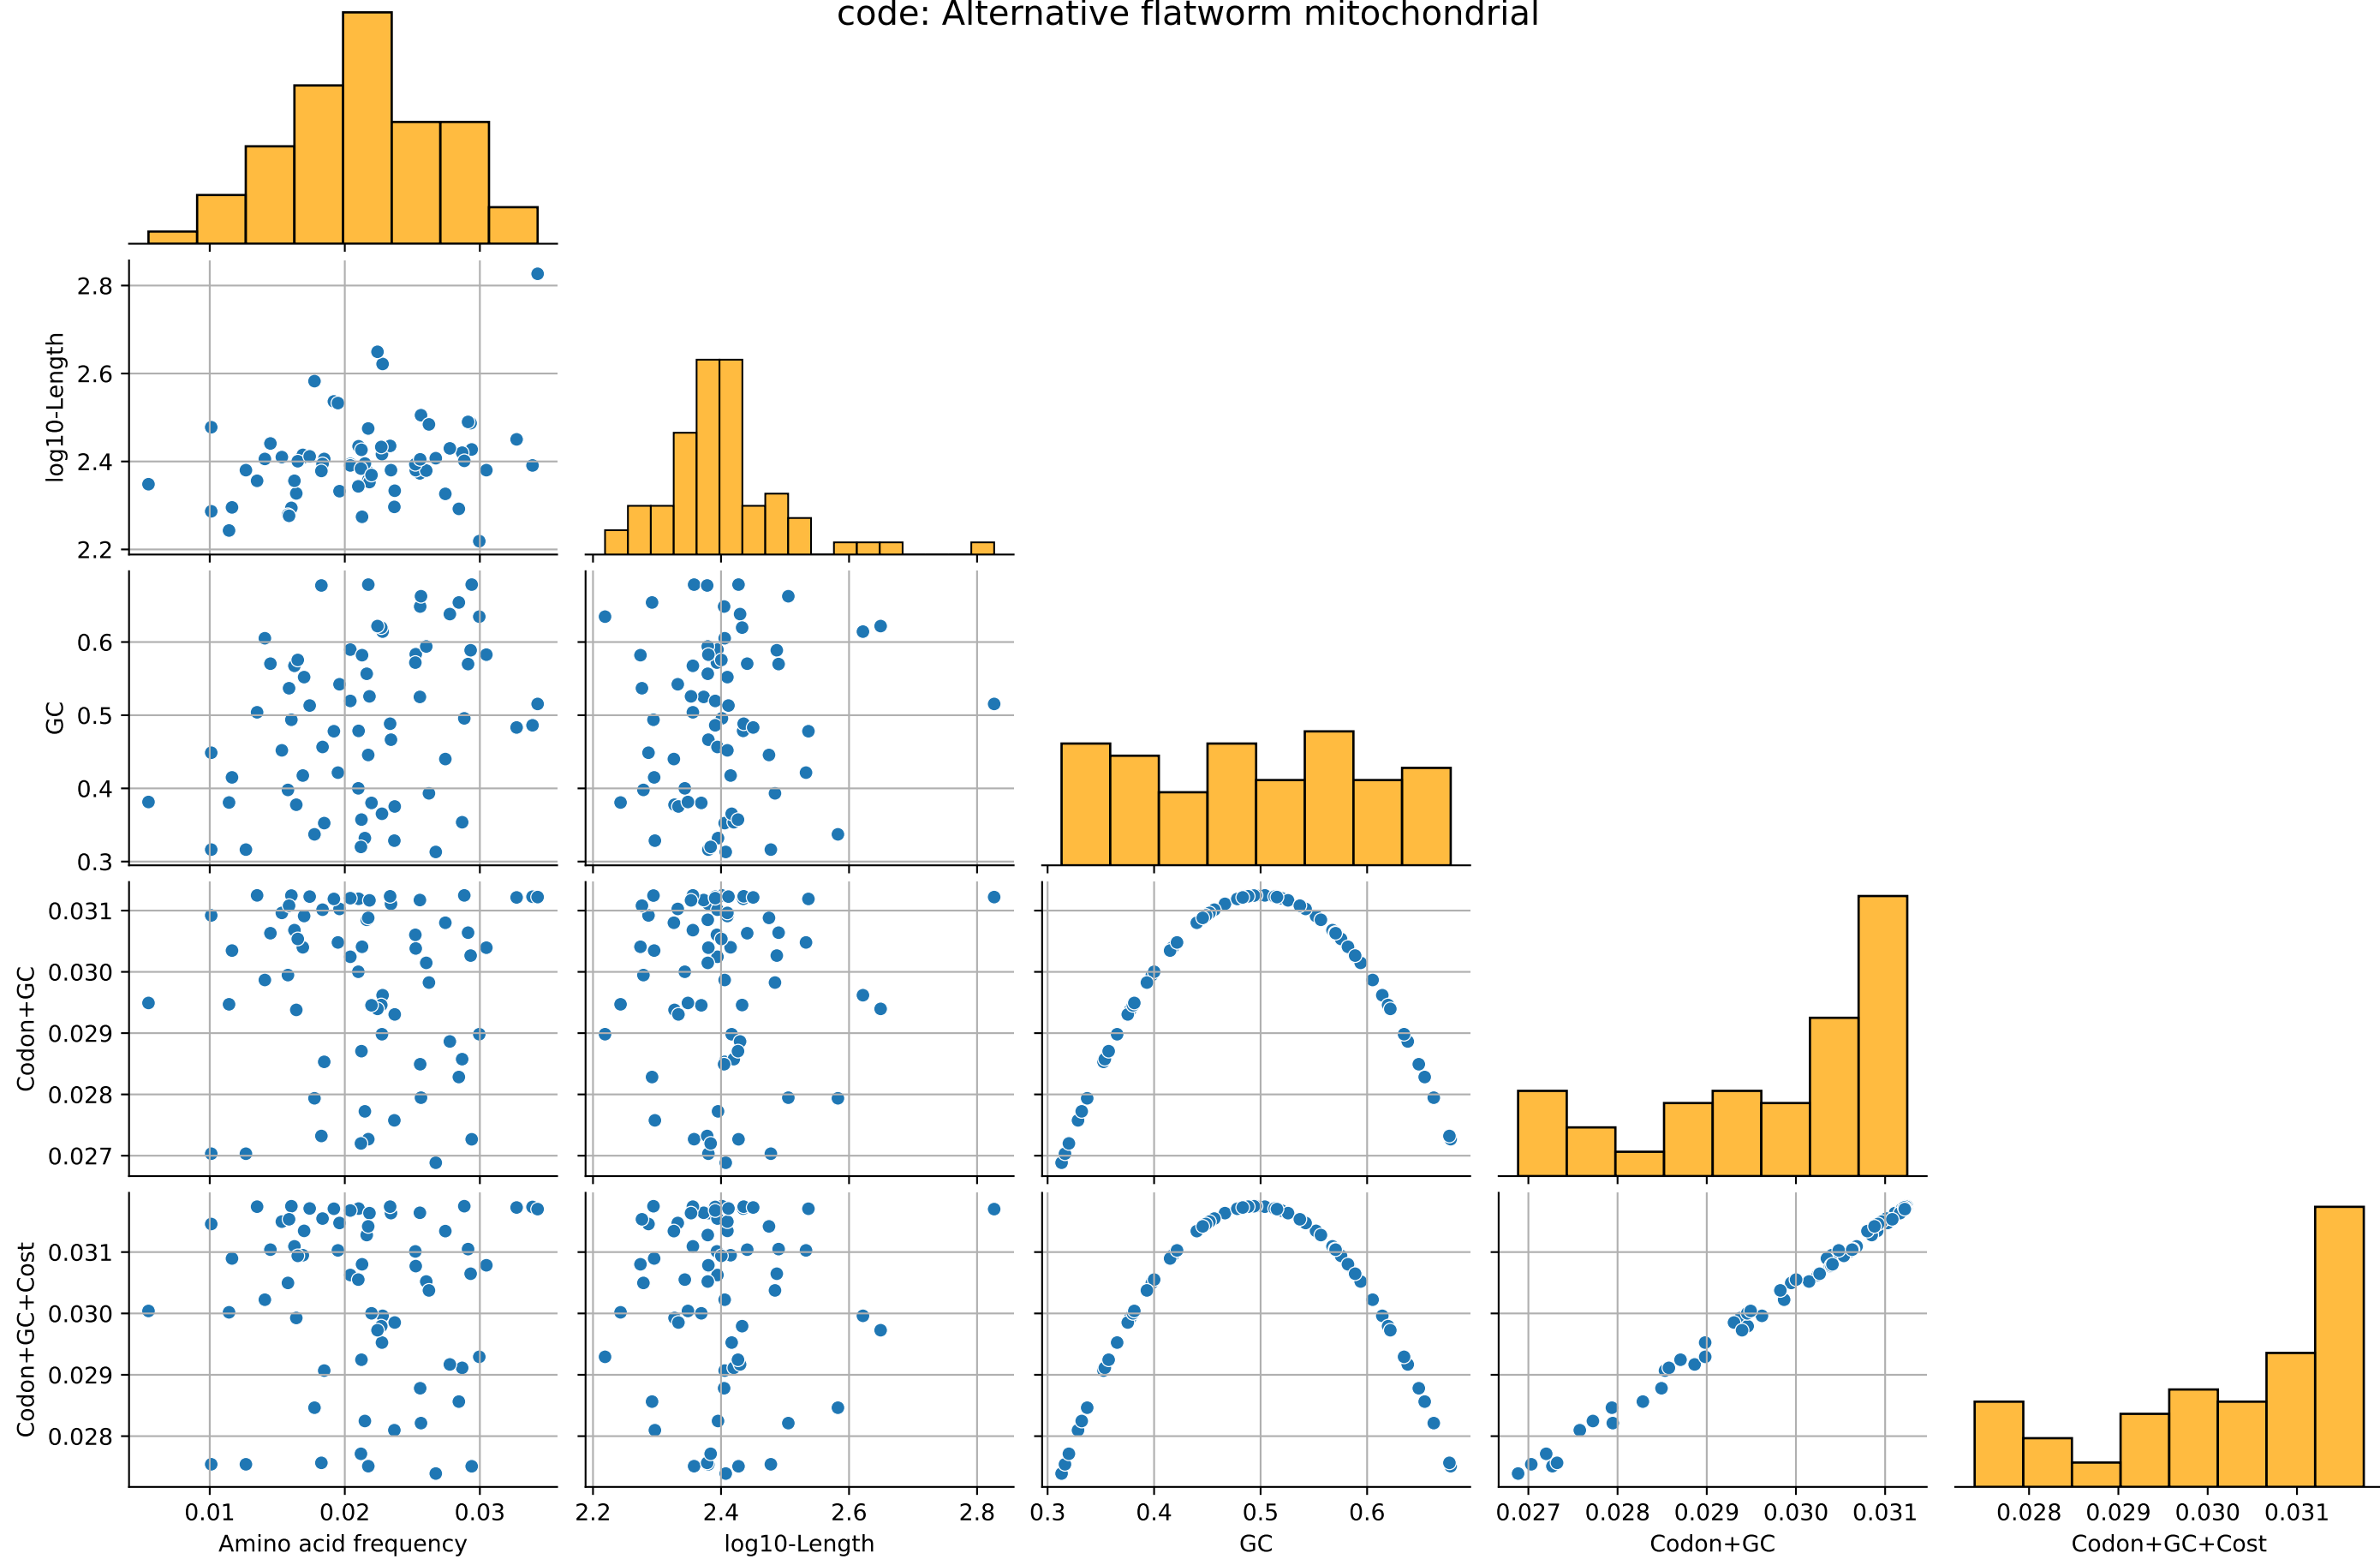 code: Alternative flatworm mitochondrial
2.8
2.6
2.4
2.2
log10-Length
0.6
0.5
0.4
0.3
GC
0.031
0.030
0.029
0.028
0.027
Codon+GC
0.031
0.030
0.029
0.028
Codon+GC+Cost
0.01 0.02 0.03 2.2 2.4 2.6 2.8 0.3 0.4 0.5 0.6 0.027 0.028 0.029 0.030 0.031 0.028 0.029 0.030 0.031
Amino acid frequency log10-Length GC Codon+GC Codon+GC+Cost